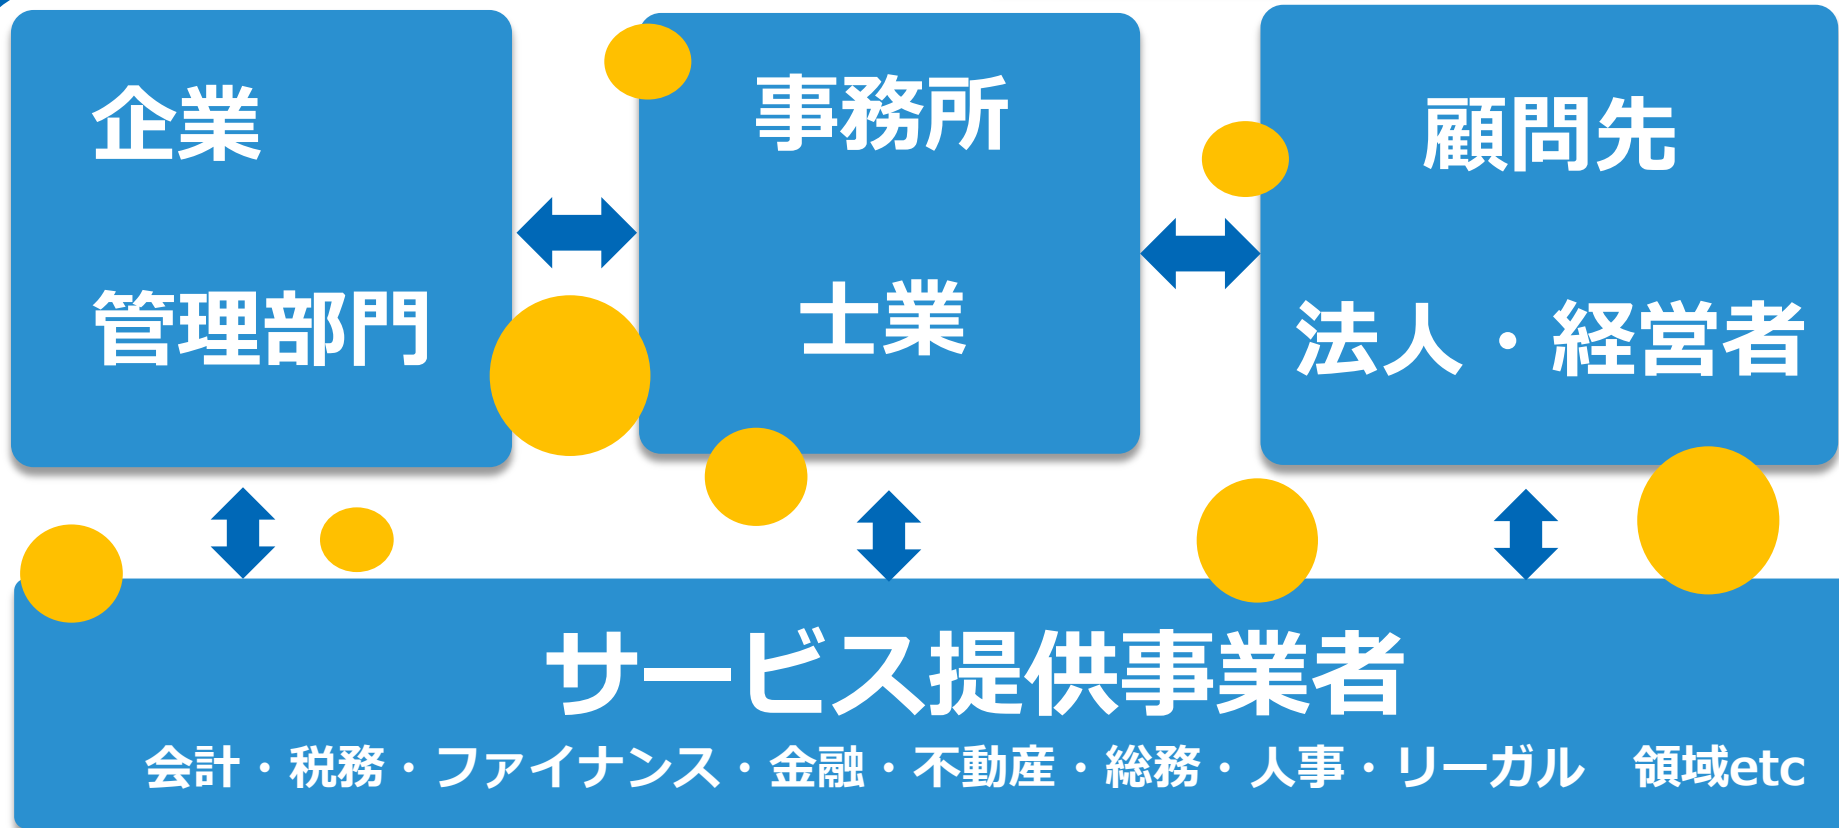 企業
管理部門
事務所
士業
顧問先
法人・経営者
サービス提供事業者
会計・税務・ファイナンス・金融・不動産・総務・人事・リーガル　領域etc